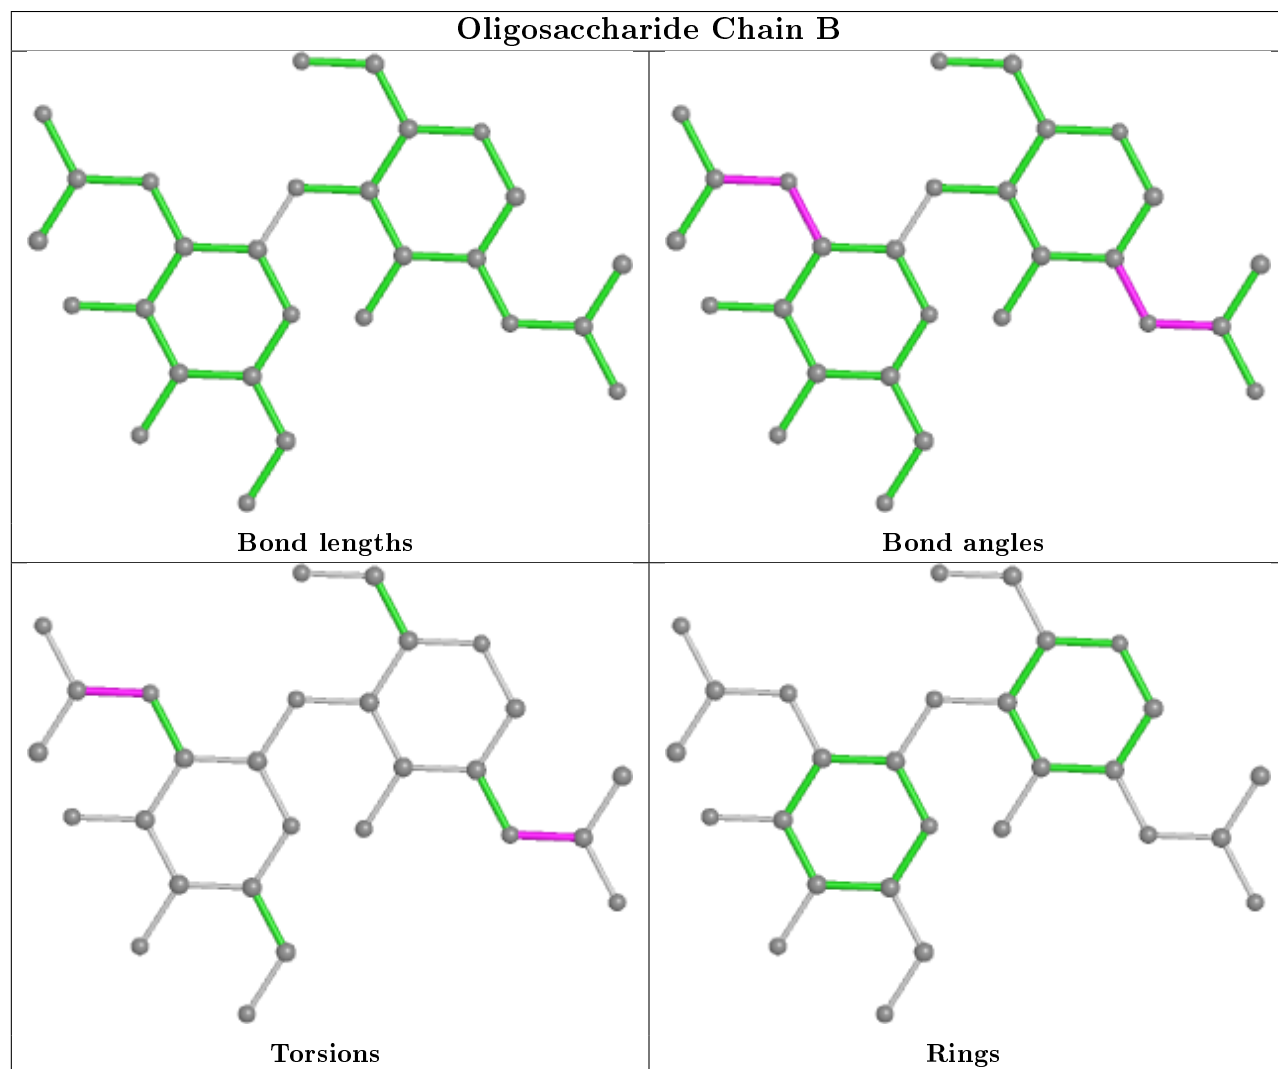 Oligosaccharide Chain B
Bond lengths
Bond angles
Torsions
Rings